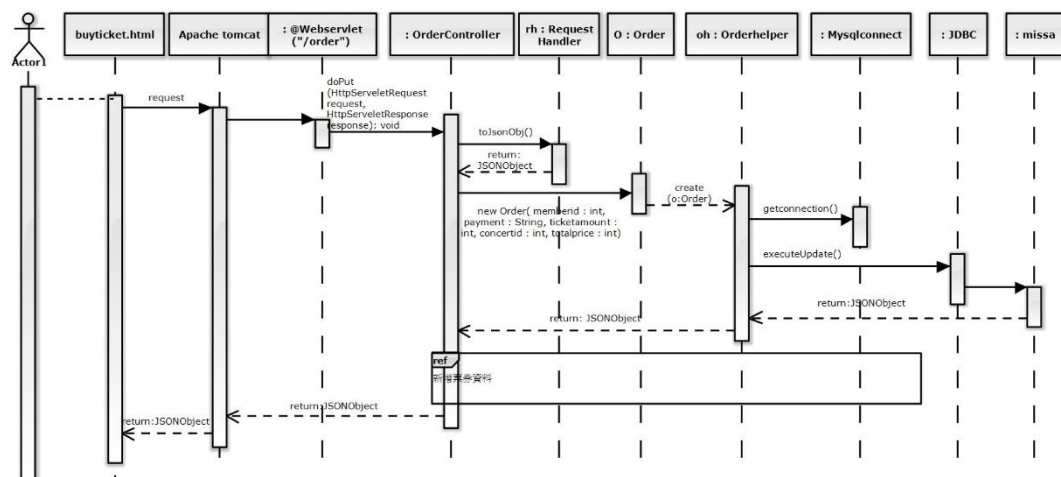 Actor1
buyticket.html
Apache tomcat
: @Webservlet
("/order")
: OrderController
rh : Request
Handler
O : Order
oh : Orderhelper
: Mysqlconnect
: JDBC
: missa
request
doPut
(HttpServeletRequest
request,
HttpServeletResponse
response): void
toJsonObj()
return:
JSONObject
new Order( memberid : int,
payment : String, ticketamount :
int, concertid : int, totalprice : int)
create
(o:Order)
getconnection()
executeUpdate()
return:JSONObject
return: JSONObject
ref
新增票券資料
return:JSONObject
return:JSONObject